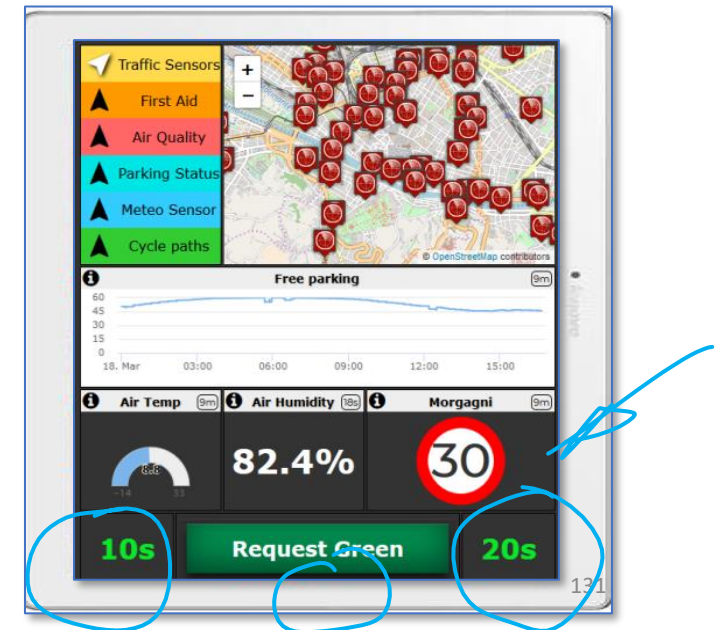 Traffic Sensors
First Aid
Air Quality
Parking Status
Meteo Sensor
Cycle paths
+
−
© OpenStreetMap contributors
Free parking
9m
60
45
30
15
0
18. Mar 03:00 06:00 09:00 12:00 15:00
Air Temp 9m
8.8
-14 33
Air Humidity 18s
82.4%
Morgagni 9m
30
10s
Request Green
20s
131